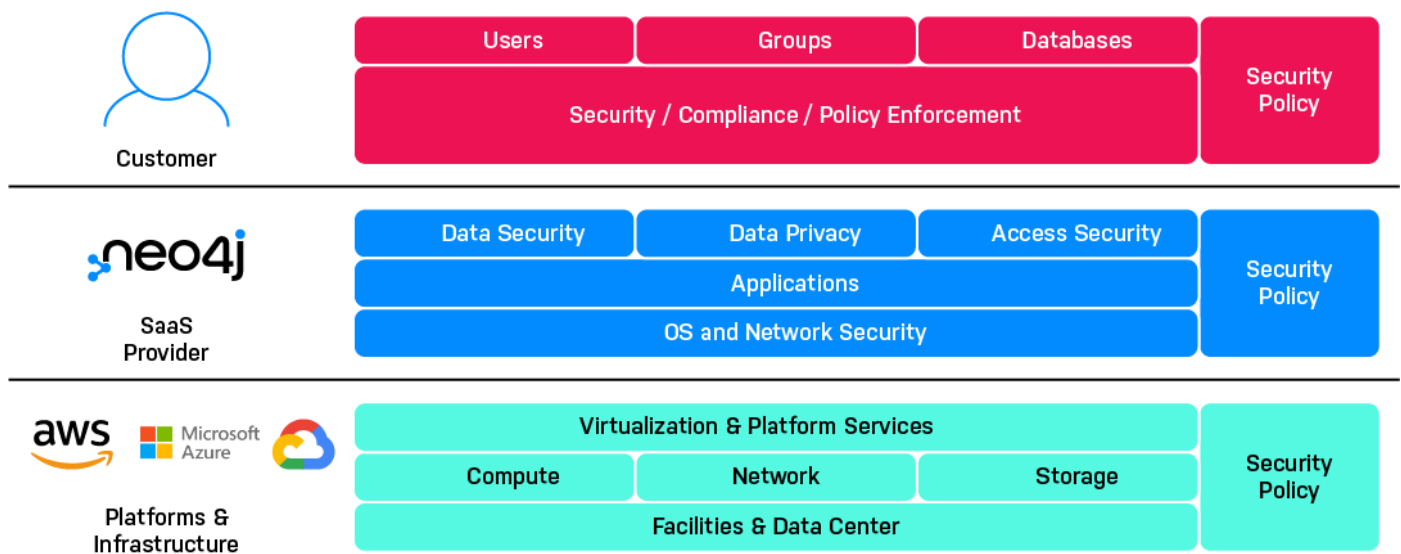 Users
Groups
Databases
Security / Compliance / Policy Enforcement
Security
Policy
Customer
neo4j
SaaS
Provider
Data Security
Data Privacy
Access Security
Applications
OS and Network Security
Security
Policy
aws
Microsoft
Azure
Platforms &
Infrastructure
Virtualization & Platform Services
Compute
Network
Storage
Facilities & Data Center
Security
Policy